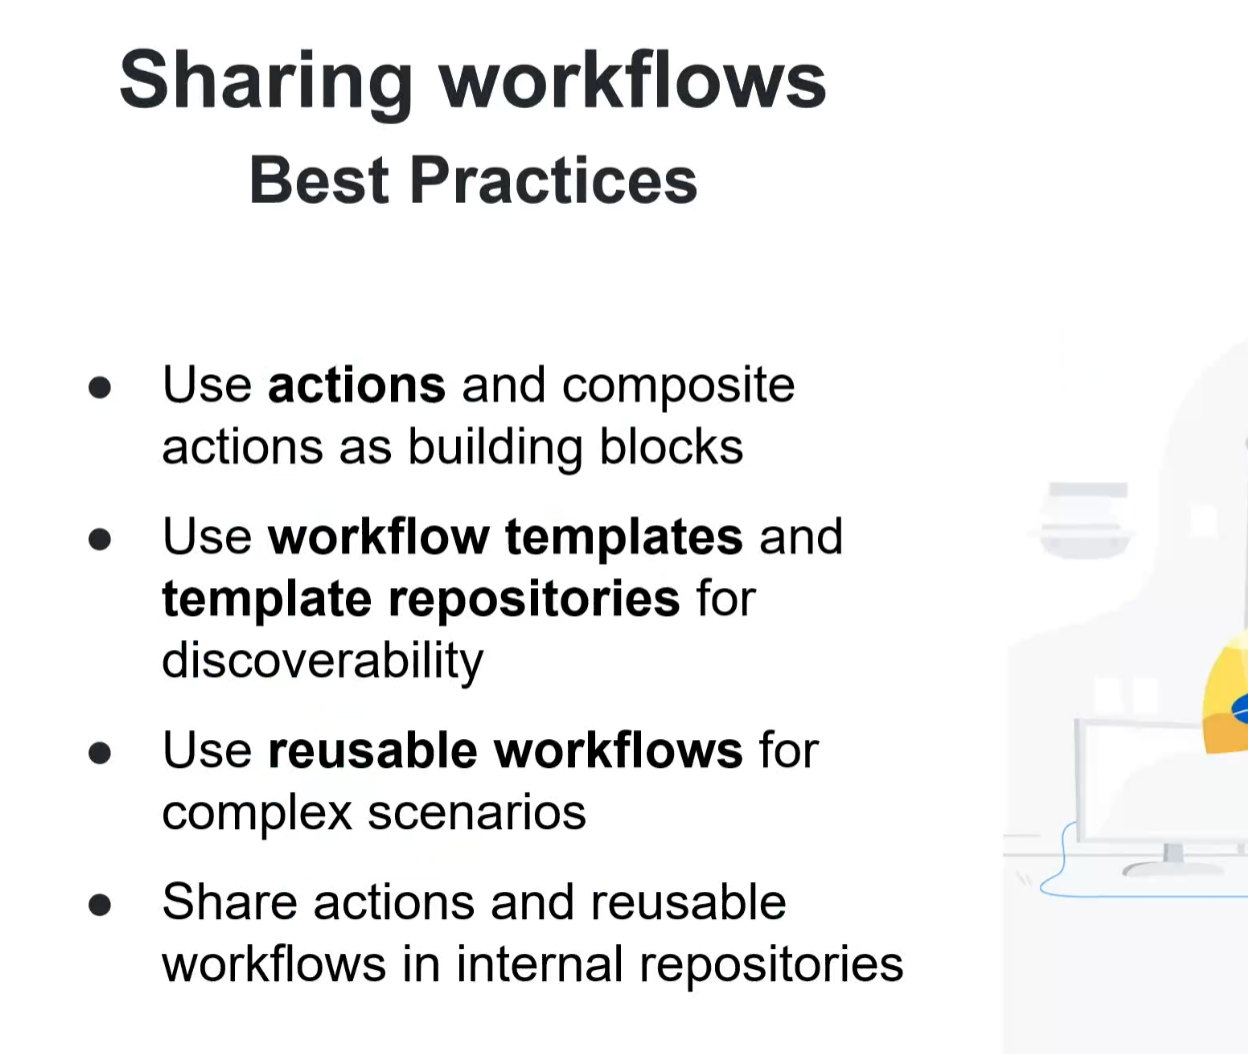 Sharing workflows
Best Practices
● Use actions and composite
actions as building blocks
● Use workflow templates and
template repositories for
discoverability
● Use reusable workflows for
complex scenarios
● Share actions and reusable
workflows in internal repositories